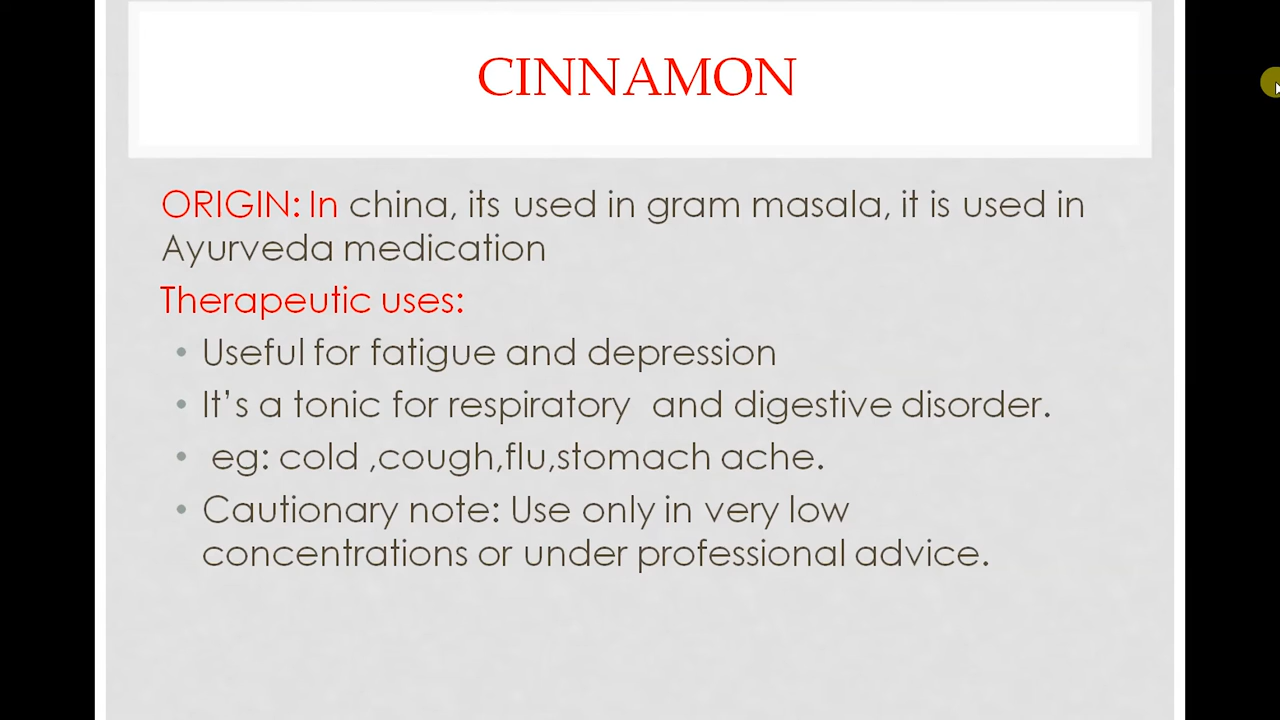 CINNAMON
ORIGIN: In china, its used in gram masala, it is used in
Ayurveda medication
Therapeutic uses:
• Useful for fatigue and depression
• It’s a tonic for respiratory  and digestive disorder.
•  eg: cold ,cough,flu,stomach ache.
• Cautionary note: Use only in very low
concentrations or under professional advice.